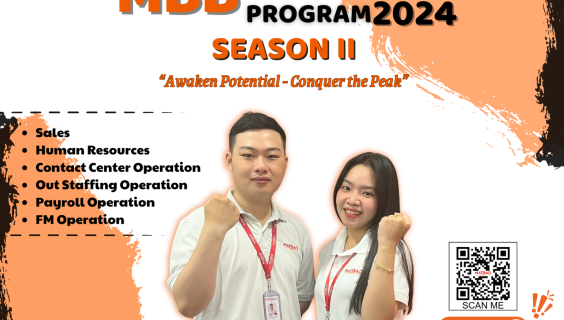 PROGRAM2024
SEASON II
“Awaken Potential - Conquer the Peak”
Sales
Human Resources
Contact Center Operation
Out Staffing Operation
Payroll Operation
FM Operation
SCAN ME